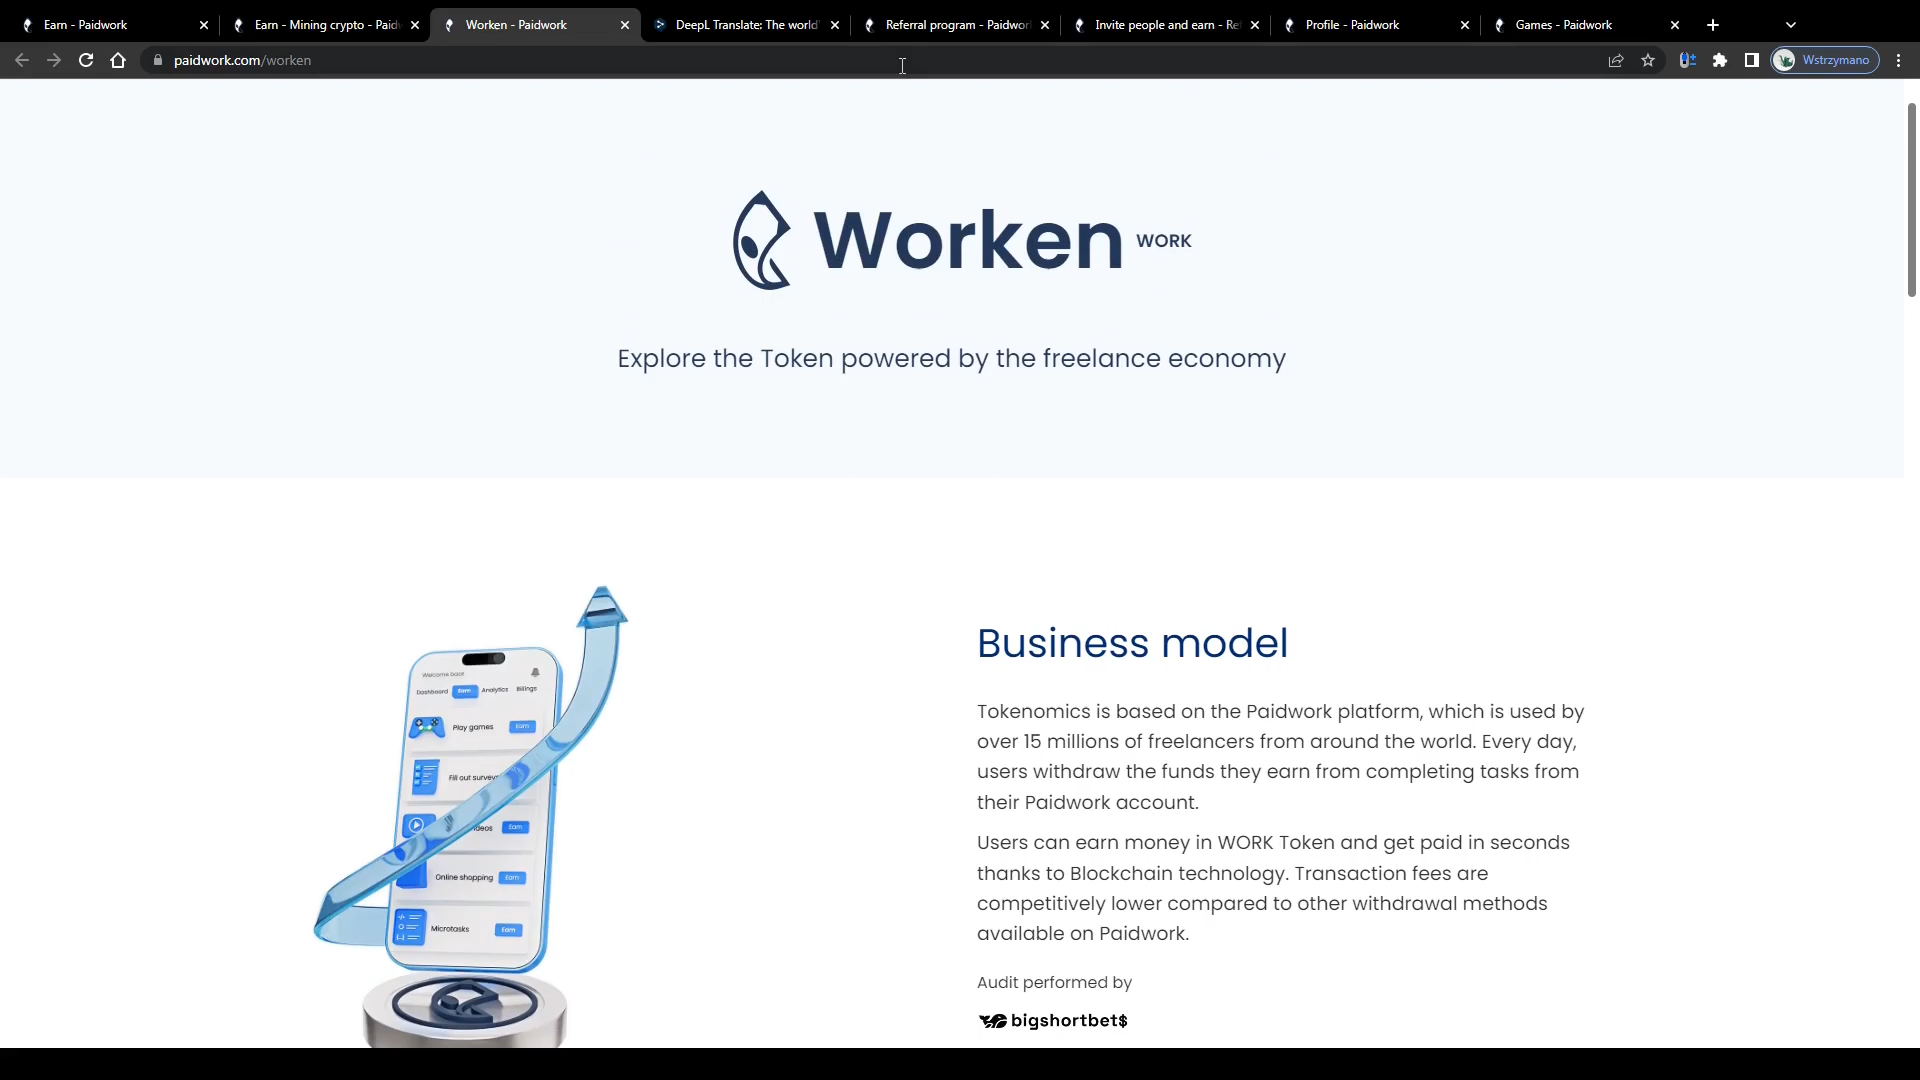 Earn - Paidwork
Earn - Mining crypto - Paidw
Worken - Paidwork
DeepL Translate: The world'
Referral program - Paidwork
Invite people and earn - Re
Profile - Paidwork
Games - Paidwork
paidwork.com/worken
Wstrzymano
Worken WORK
Explore the Token powered by the freelance economy
Welcome back
Dashboard Earn Analytics Billings
Play games Earn
Fill out surveys
Earn
Online shopping Earn
Microtasks Earn
Business model
Tokenomics is based on the Paidwork platform, which is used by
over 15 millions of freelancers from around the world. Every day,
users withdraw the funds they earn from completing tasks from
their Paidwork account.
Users can earn money in WORK Token and get paid in seconds
thanks to Blockchain technology. Transaction fees are
competitively lower compared to other withdrawal methods
available on Paidwork.
Audit performed by
bigshortbet$